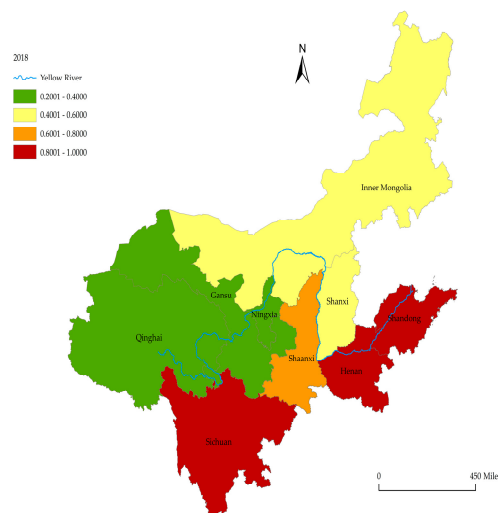 N
2018
Yellow River
0.2001 - 0.4000
0.4001 - 0.6000
0.6001 - 0.8000
0.8001 - 1.0000
Inner Mongolia
Gansu
Shanxi
Ningxia
Shandong
Qinghai
Shaanxi
Henan
Sichuan
0 450 Mile